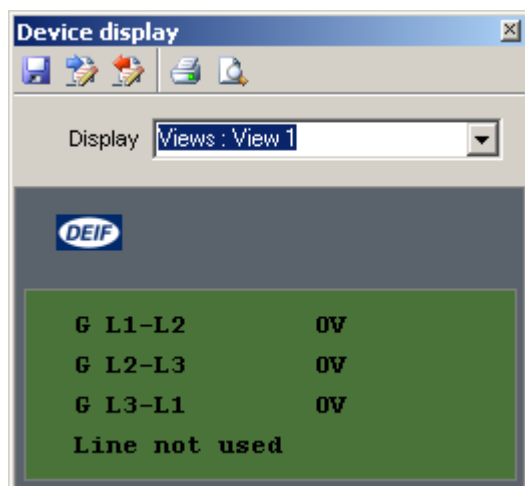 Device display
Display Views : View 1
DEIF
G L1-L2 0V
G L2-L3 0V
G L3-L1 0V
Line not used